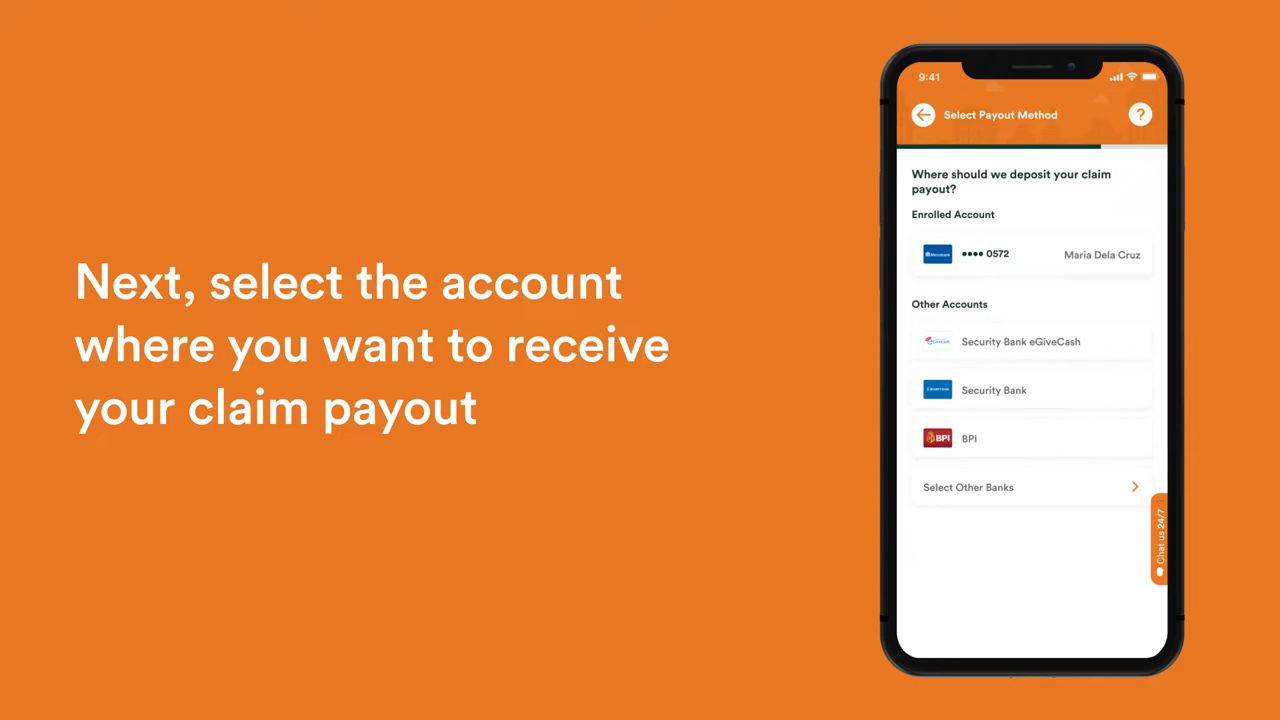 Next, select the account
where you want to receive
your claim payout
9:41
Select Payout Method
?
Where should we deposit your claim
payout?
Enrolled Account
Metrobank •••• 0572 Maria Dela Cruz
Other Accounts
Security Bank eGiveCash
Security Bank
BPI BPI
Select Other Banks
Chat us 24/7